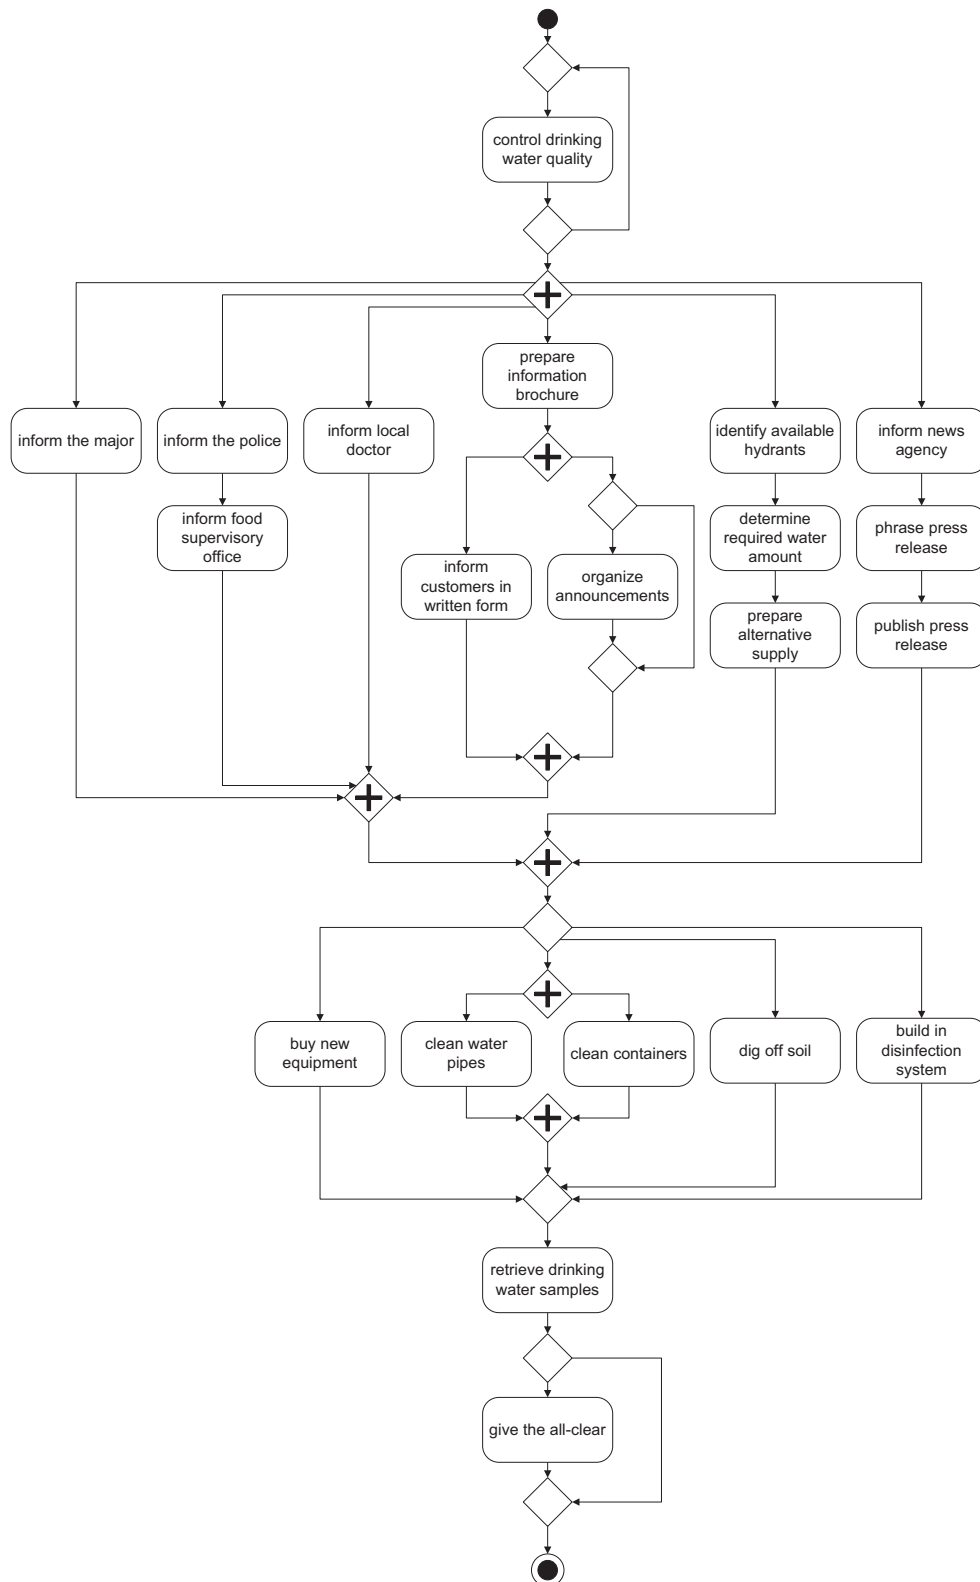 control drinking
water quality
prepare
information
brochure
inform the major
inform the police
inform local
doctor
identify available
hydrants
inform news
agency
inform food
supervisory
office
determine
required water
amount
phrase press
release
inform
customers in
written form
organize
announcements
prepare
alternative
supply
publish press
release
buy new
equipment
clean water
pipes
clean containers
dig off soil
build in
disinfection
system
retrieve drinking
water samples
give the all-clear